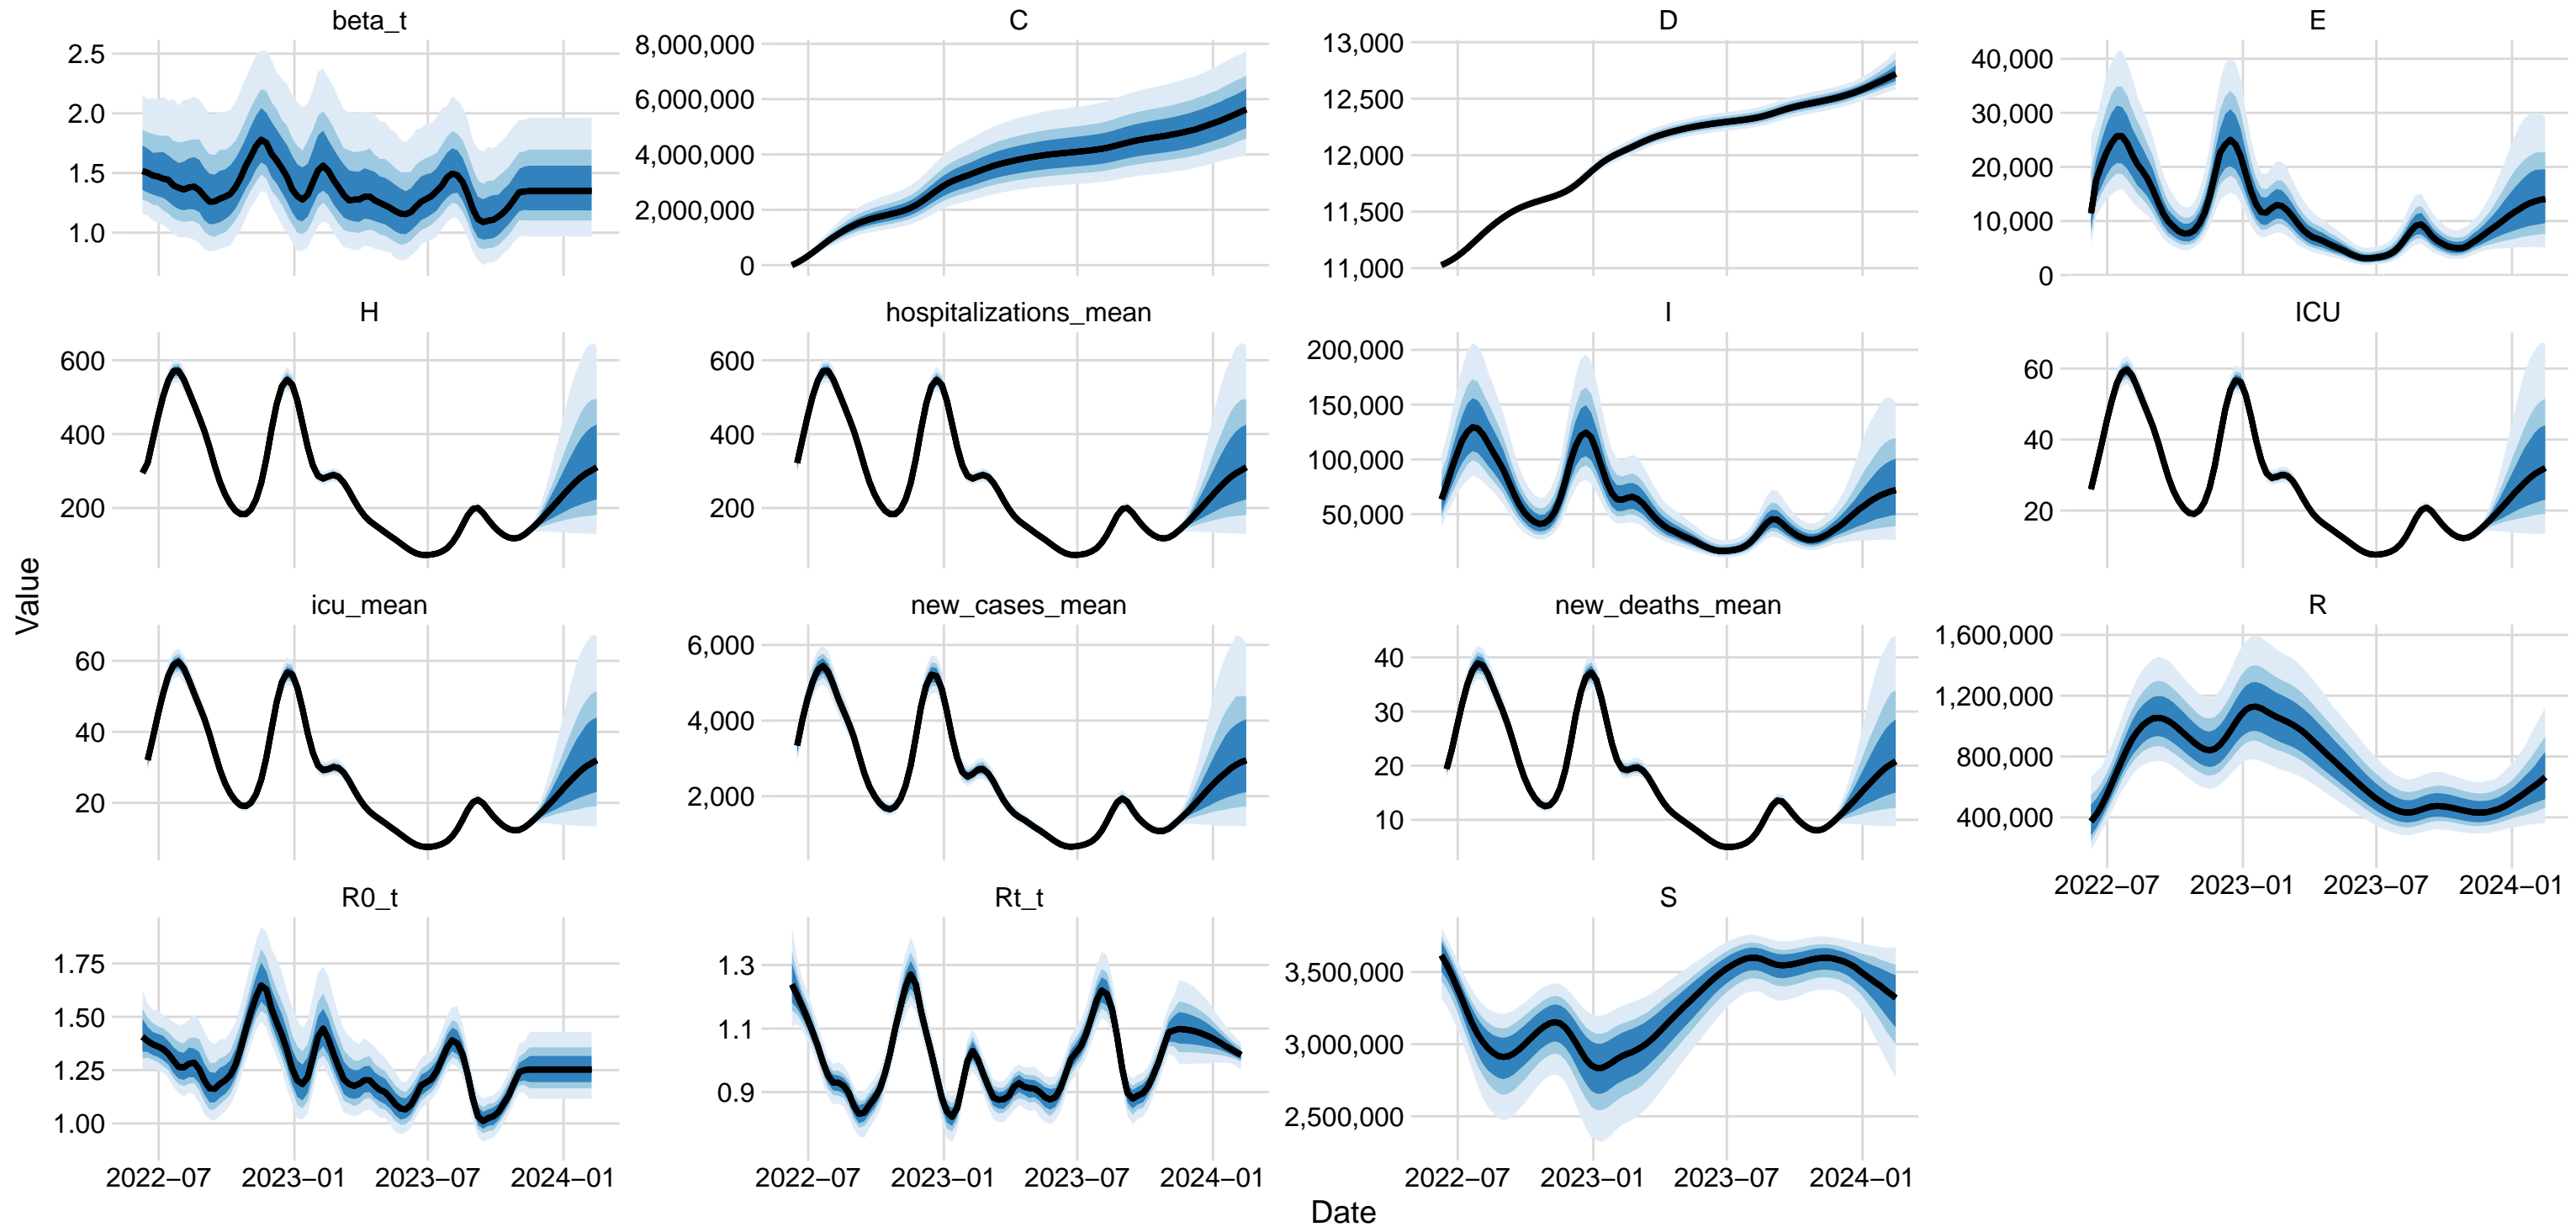 beta_t
2.5
2.0
1.5
1.0
C
8,000,000
6,000,000
4,000,000
2,000,000
0
D
13,000
12,500
12,000
11,500
11,000
E
40,000
30,000
20,000
10,000
0
H
600
400
200
hospitalizations_mean
600
400
200
I
200,000
150,000
100,000
50,000
ICU
60
40
20
Value
icu_mean
60
40
20
new_cases_mean
6,000
4,000
2,000
new_deaths_mean
40
30
20
10
R
1,600,000
1,200,000
800,000
400,000
2022−07 2023−01 2023−07 2024−01
R0_t
1.75
1.50
1.25
1.00
2022−07 2023−01 2023−07 2024−01
Rt_t
1.3
1.1
0.9
2022−07 2023−01 2023−07 2024−01
S
3,500,000
3,000,000
2,500,000
2022−07 2023−01 2023−07 2024−01
Date